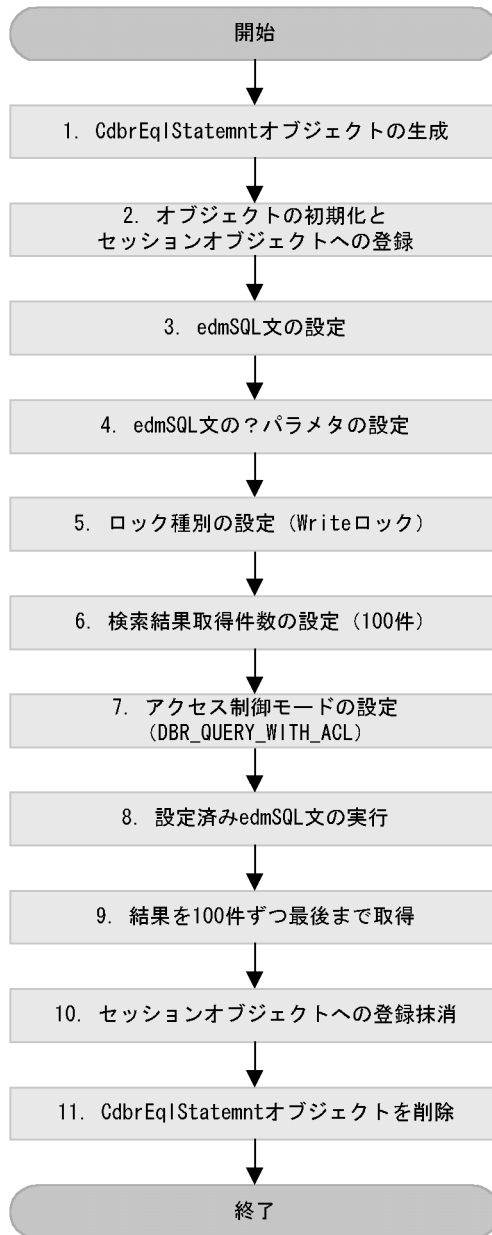 開始
1. CdbrEqlStatemntオブジェクトの生成
2. オブジェクトの初期化と
セッションオブジェクトへの登録
3. edmSQL文の設定
4. edmSQL文の？パラメタの設定
5. ロック種別の設定（Writeロック）
6. 検索結果取得件数の設定（100件）
7. アクセス制御モードの設定
（DBR_QUERY_WITH_ACL）
8. 設定済みedmSQL文の実行
9. 結果を100件ずつ最後まで取得
10. セッションオブジェクトへの登録抹消
11. CdbrEqlStatemntオブジェクトを削除
終了